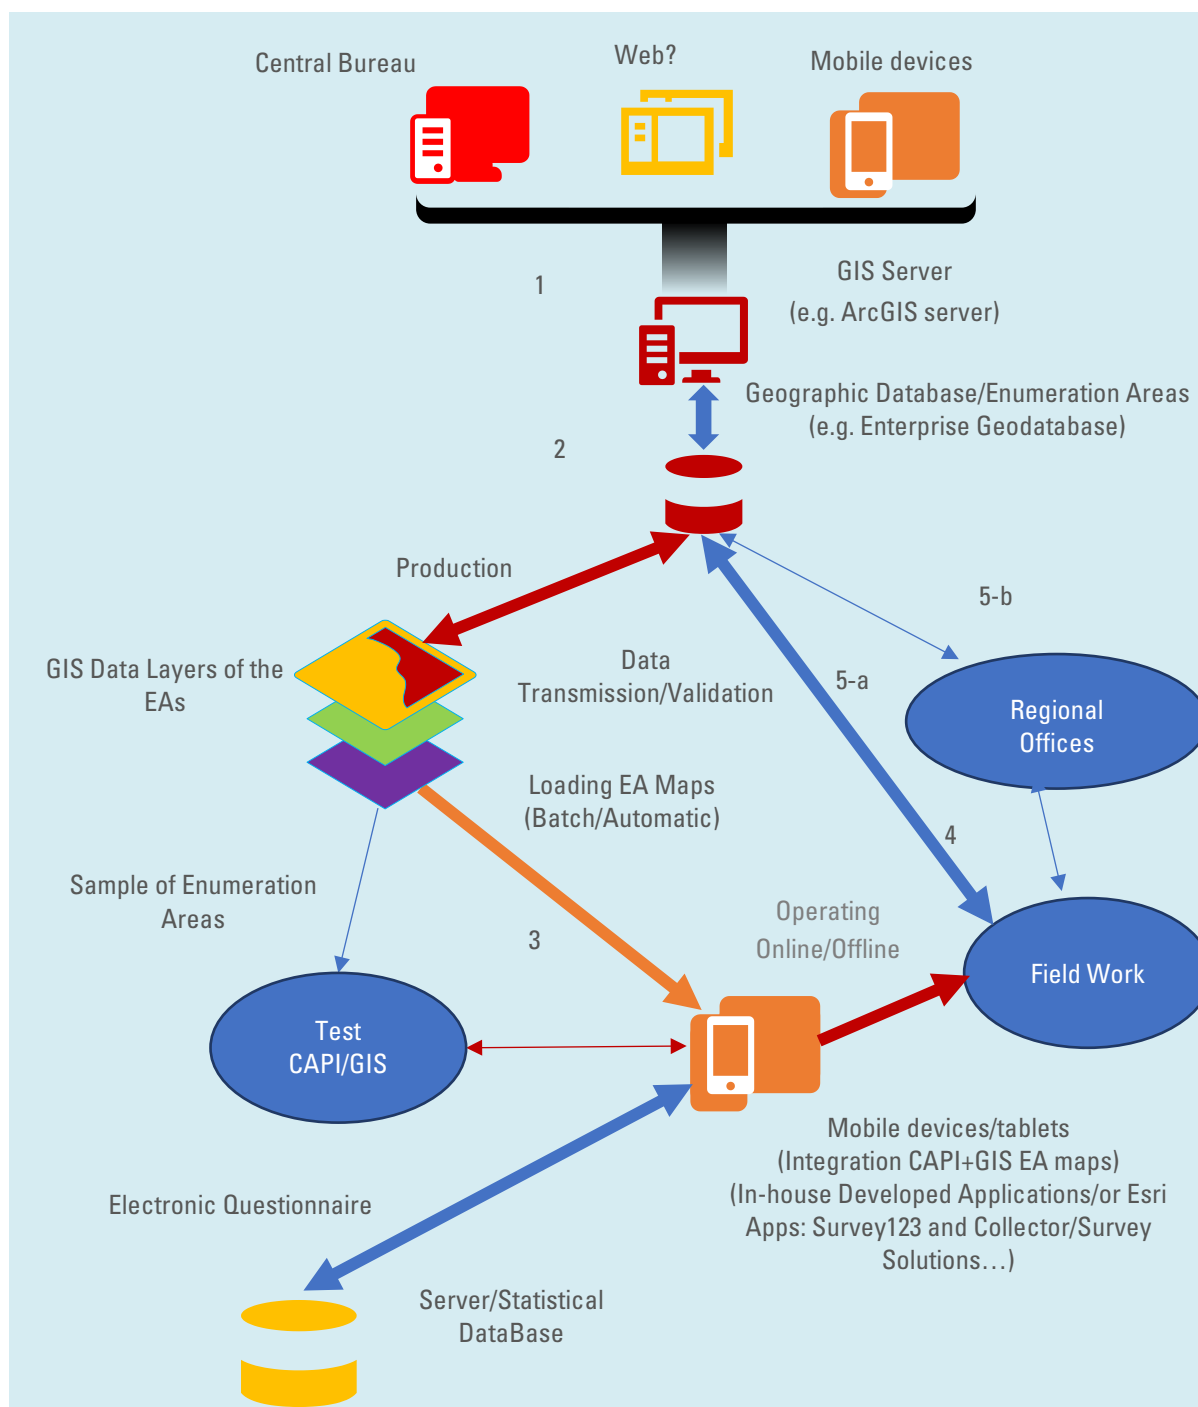 Central Bureau
Web?
Mobile devices
1
GIS Server
(e.g. ArcGIS server)
Geographic Database/Enumeration Areas
(e.g. Enterprise Geodatabase)
2
Production
5-b
GIS Data Layers of the
EAs
Data
Transmission/Validation
5-a
Regional
Offices
Loading EA Maps
(Batch/Automatic)
4
Sample of Enumeration
Areas
3
Operating
Online/Offline
Field Work
Test
CAPI/GIS
Mobile devices/tablets
(Integration CAPI+GIS EA maps)
(In-house Developed Applications/or Esri
Apps: Survey123 and Collector/Survey
Solutions…)
Electronic Questionnaire
Server/Statistical
DataBase